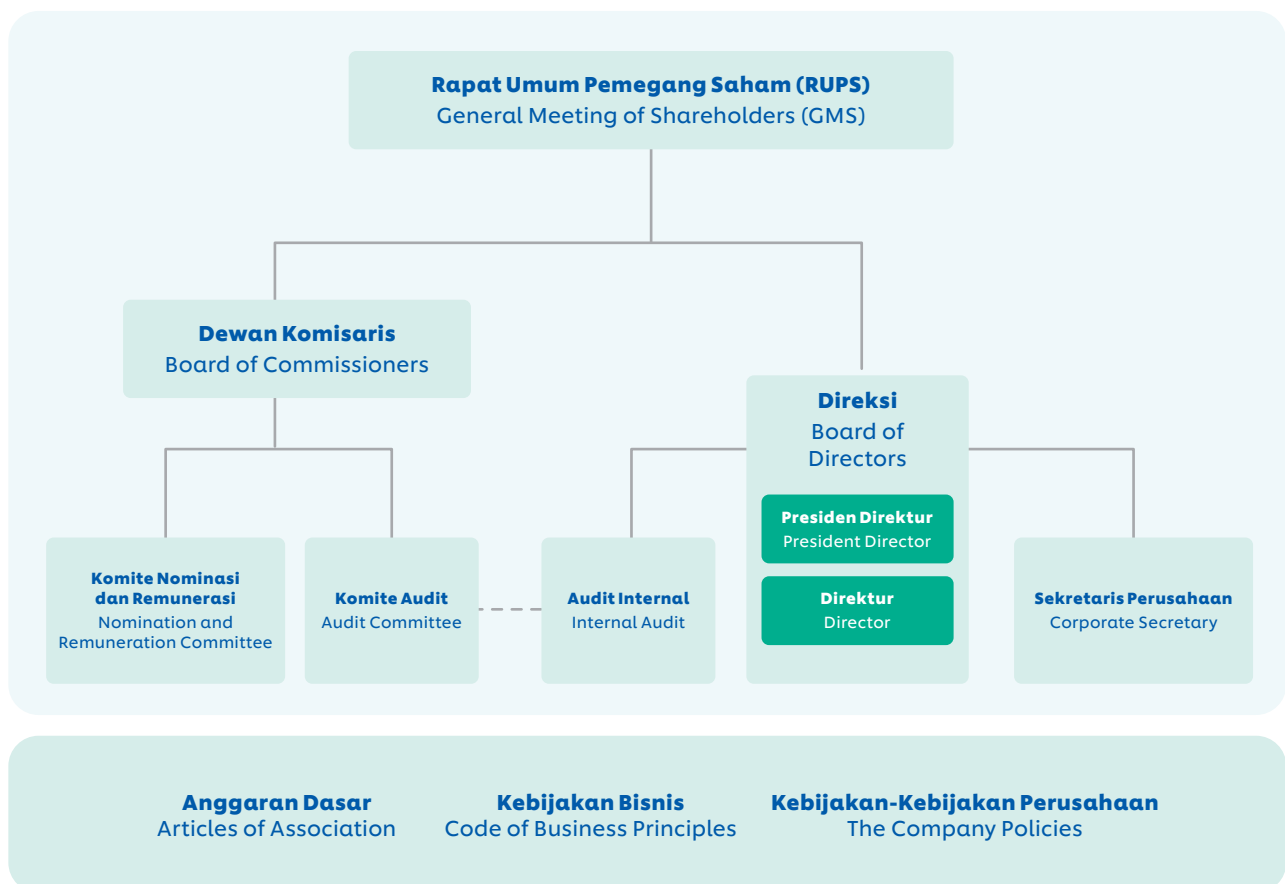 Rapat Umum Pemegang Saham (RUPS)
General Meeting of Shareholders (GMS)
Dewan Komisaris
Board of Commissioners
Direksi
Board of
Directors
Presiden Direktur
President Director
Direktur
Director
Komite Nominasi
dan Remunerasi
Nomination and
Remuneration Committee
Komite Audit
Audit Committee
Audit Internal
Internal Audit
Sekretaris Perusahaan
Corporate Secretary
Anggaran Dasar
Articles of Association
Kebijakan Bisnis
Code of Business Principles
Kebijakan-Kebijakan Perusahaan
The Company Policies